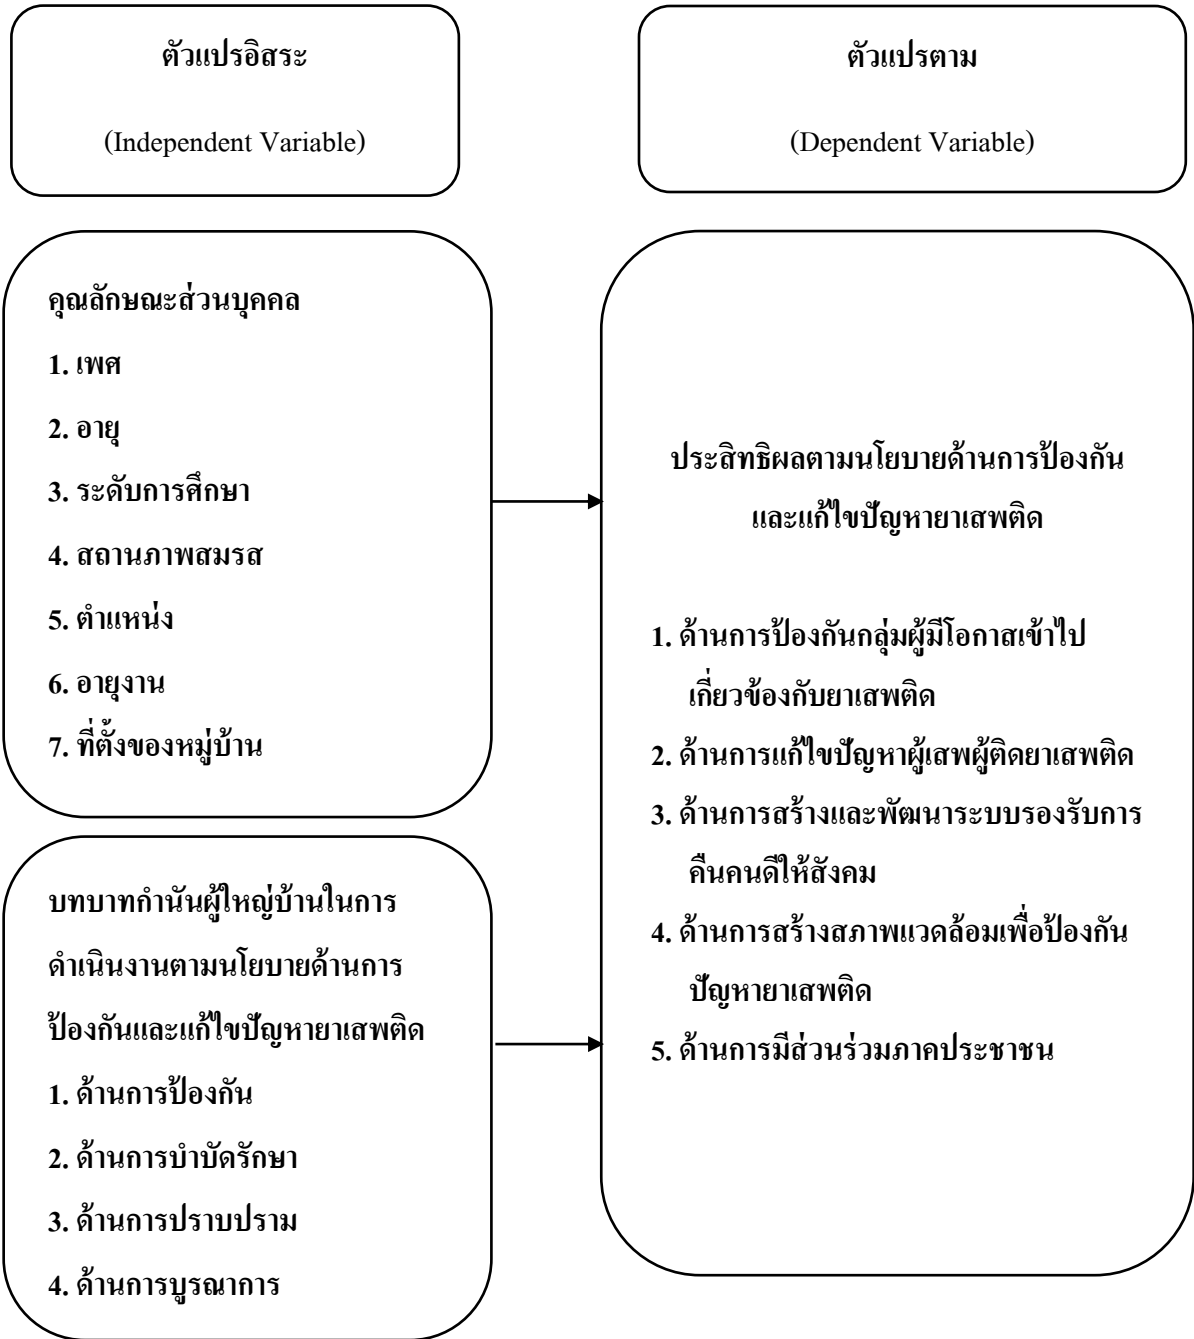 ตัวแปรอิสระ
(Independent Variable)
ตัวแปรตาม
(Dependent Variable)
คุณลักษณะส่วนบุคคล
1. เพศ
2. อายุ
3. ระดับการศึกษา
4. สถานภาพสมรส
5. ตำแหน่ง
6. อายุงาน
7. ที่ตั้งของหมู่บ้าน
บทบาทกำนันผู้ใหญ่บ้านในการ
ดำเนินงานตามนโยบายด้านการ
ป้องกันและแก้ไขปัญหายาเสพติด
1. ด้านการป้องกัน
2. ด้านการบำบัดรักษา
3. ด้านการปราบปราม
4. ด้านการบูรณาการ
ประสิทธิผลตามนโยบายด้านการป้องกัน
และแก้ไขปัญหายาเสพติด
1. ด้านการป้องกันกลุ่มผู้มีโอกาสเข้าไป
เกี่ยวข้องกับยาเสพติด
2. ด้านการแก้ไขปัญหาผู้เสพผู้ติดยาเสพติด
3. ด้านการสร้างและพัฒนาระบบรองรับการ
คืนคนดีให้สังคม
4. ด้านการสร้างสภาพแวดล้อมเพื่อป้องกัน
ปัญหายาเสพติด
5. ด้านการมีส่วนร่วมภาคประชาชน